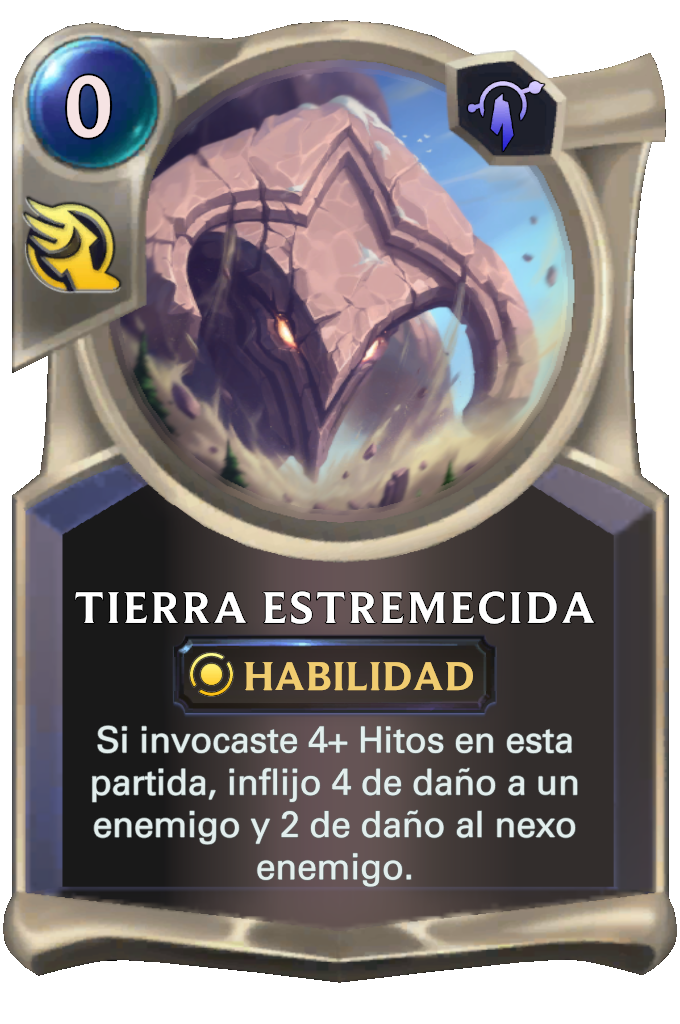 0
TIERRA ESTREMECIDA
HABILIDAD
Si invocaste 4+ Hitos en esta
partida, inflijo 4 de daño a un
enemigo y 2 de daño al nexo
enemigo.